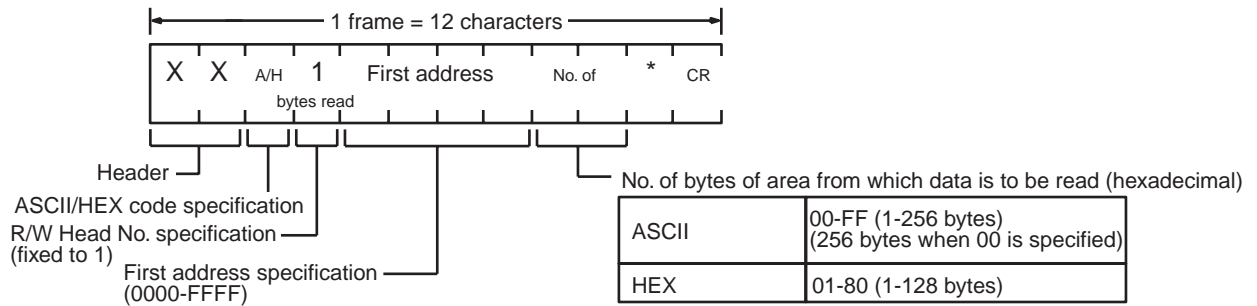 1 frame = 12 characters
X X A/H 1 First address No. of * CR
bytes read
Header
ASCII/HEX code specification
R/W Head No. specification
(fixed to 1)
First address specification
(0000-FFFF)
No. of bytes of area from which data is to be read (hexadecimal)
ASCII 00-FF (1-256 bytes)
(256 bytes when 00 is specified)
HEX 01-80 (1-128 bytes)